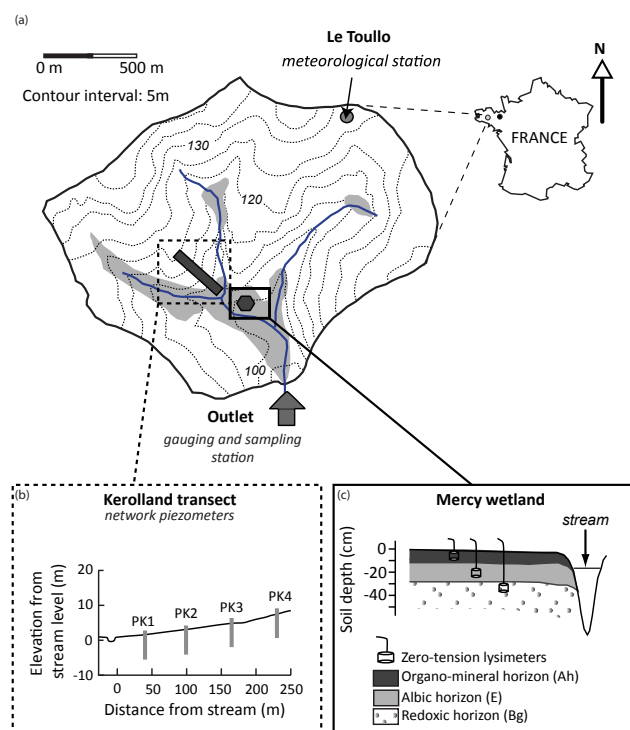 (a)
Le Toullo
meteorological station
N
0 m 500 m
Contour interval: 5m
FRANCE
130
120
100
Outlet
gauging and sampling
station
(b)
Kerolland transect
network piezometers
Elevation from
stream level (m)
20
10
0
-10
PK1
PK2
PK3
PK4
0 50 100 150 200 250
Distance from stream (m)
(c)
Mercy wetland
stream
Soil depth (cm)
0
-20
-40
Zero-tension lysimeters
Organo-mineral horizon (Ah)
Albic horizon (E)
Redoxic horizon (Bg)